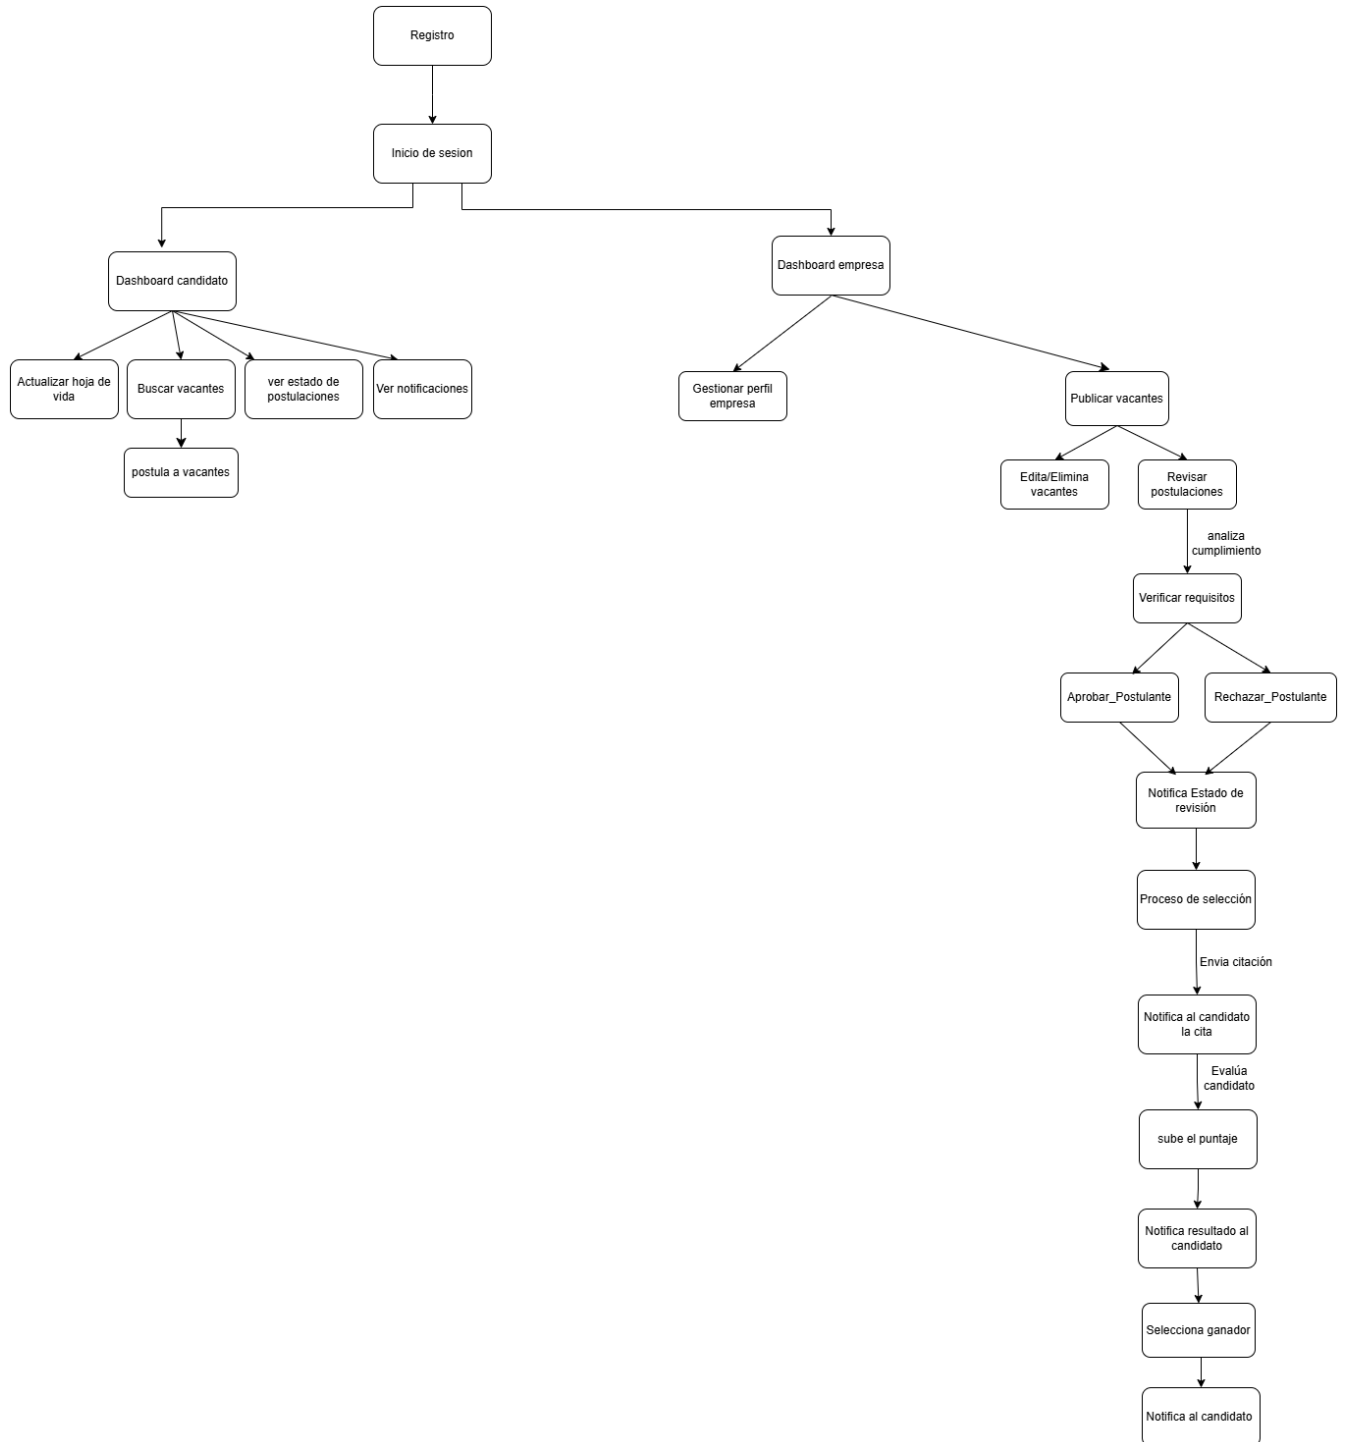 Registro
Inicio de sesion
Dashboard candidato
Dashboard empresa
Actualizar hoja de
vida
Buscar vacantes
ver estado de
postulaciones
Ver notificaciones
postula a vacantes
Gestionar perfil
empresa
Publicar vacantes
Edita/Elimina
vacantes
Revisar
postulaciones
analiza
cumplimiento
Verificar requisitos
Aprobar_Postulante
Rechazar_Postulante
Notifica Estado de
revisión
Proceso de selección
Envia citación
Notifica al candidato
la cita
Evalúa
candidato
sube el puntaje
Notifica resultado al
candidato
Selecciona ganador
Notifica al candidato